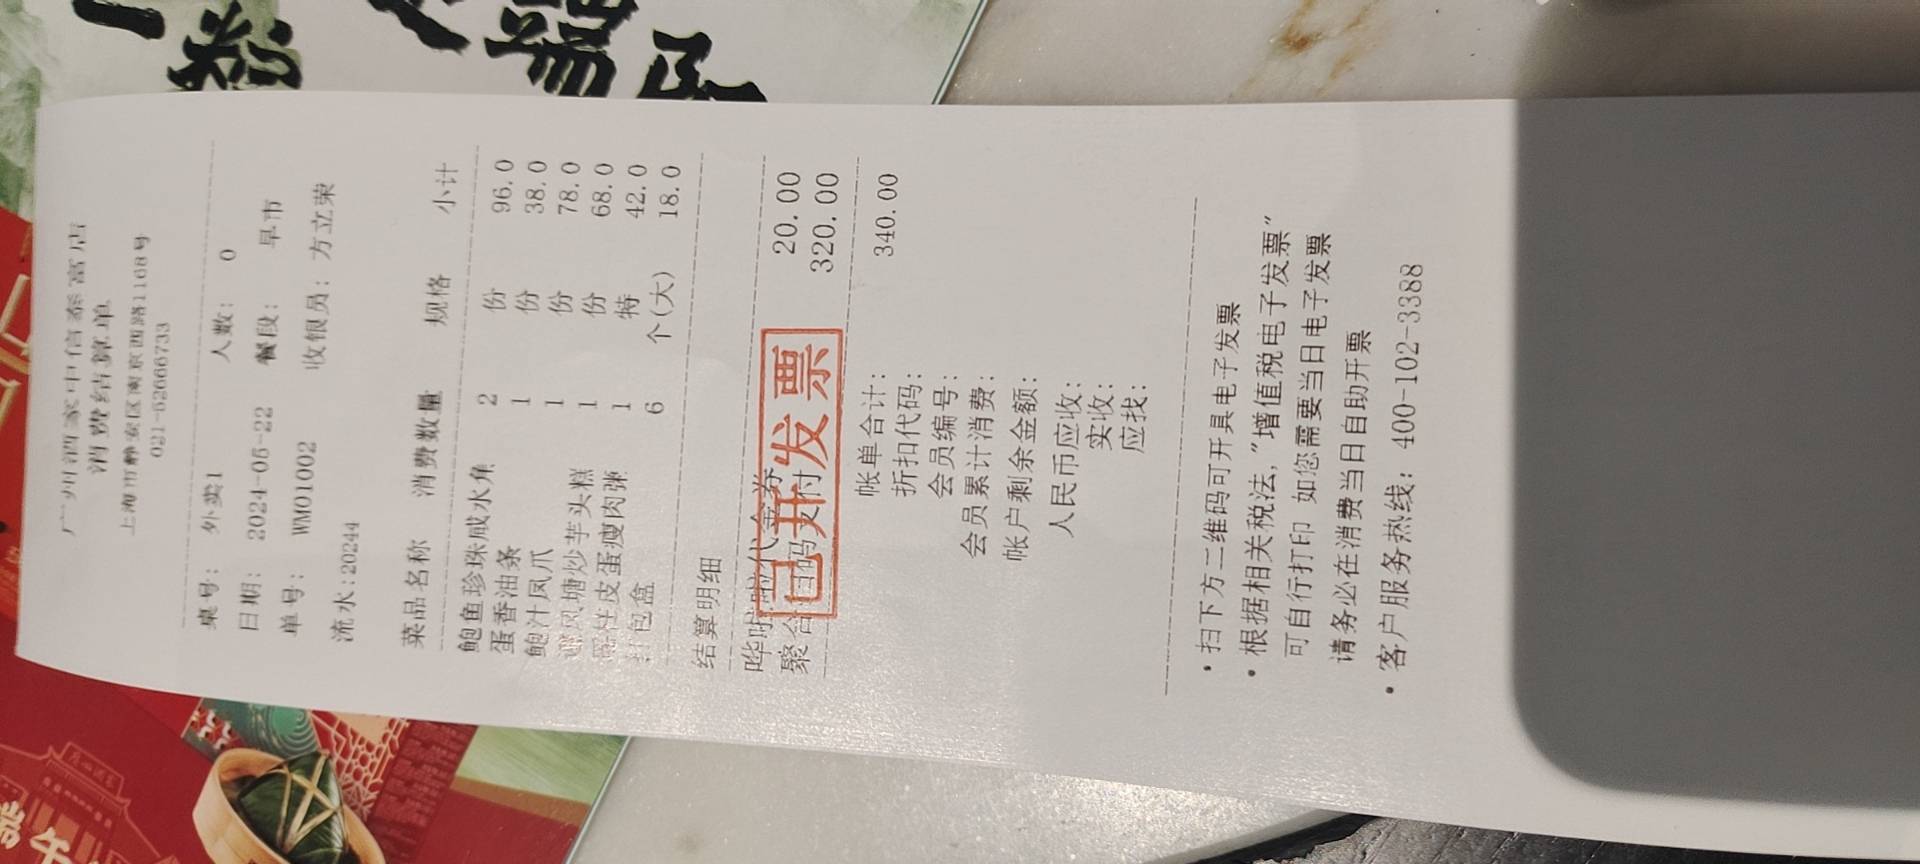 广州酒家中信泰富店
消费结算单
上海市静安区南京西路1168号
021-52666733
桌号: 外卖1 人数: 0
日期: 2024-05-22 餐段: 早市
单号: WM01002 收银员: 方立荣
流水:20244
菜品名称 消费数量 规格 小计
鲍鱼珍珠咸水角 2 份 96.0
蛋香油条 1 份 38.0
鲍汁凤爪 1 份 78.0
避风塘炒芋头糕 1 份 68.0
皮蛋瘦肉粥 1 特 42.0
打包盒 6 个(大) 18.0
结算明细
代金券 20.00
聚合 码支付 320.00
已开发票
帐单合计: 340.00
折扣代码:
会员编号:
会员累计消费:
帐户剩余金额:
人民币应收:
实收:
应找:
·扫下方二维码可开具电子发票
·根据相关税法,"增值税电子发票"
可自行打印 如您需要当日电子发票
请务必在消费当日自助开票
·客户服务热线: 400-102-3388
端午